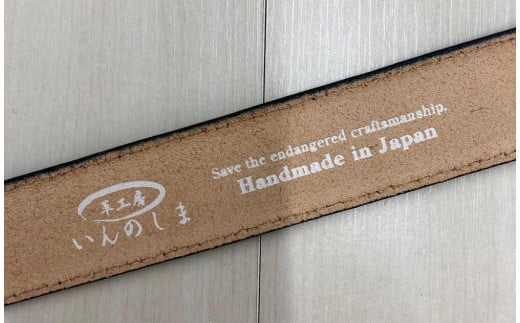 革工房
いんのしま
Save the endangered craftsmanship.
Handmade in Japan